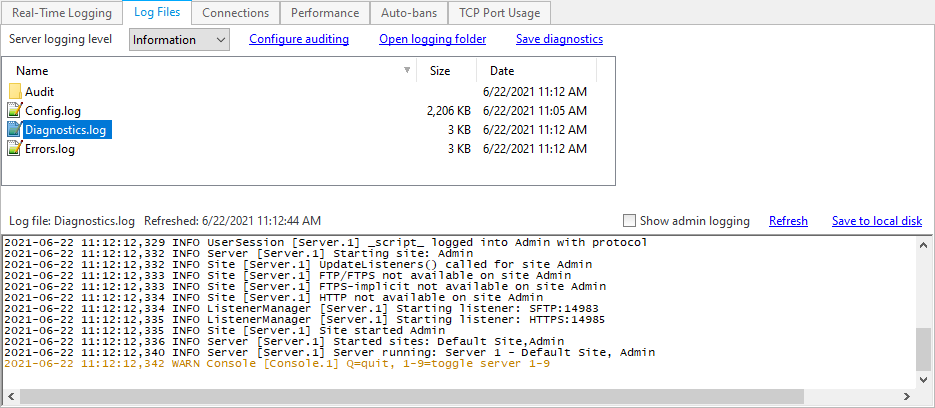 Real-Time Logging Log Files Connections Performance Auto-bans TCP Port Usage
Server logging level Information Configure auditing Open logging folder Save diagnostics
Name Size Date
Audit 6/22/2021 11:12 AM
Config.log 2,206 KB 6/22/2021 11:05 AM
Diagnostics.log 3 KB 6/22/2021 11:12 AM
Errors.log 3 KB 6/22/2021 11:12 AM
Log file: Diagnostics.log Refreshed: 6/22/2021 11:12:44 AM Show admin logging Refresh Save to local disk
2021-06-22 11:12:12,329 INFO UserSession [Server.1] _script_ logged into Admin with protocol
2021-06-22 11:12:12,332 INFO Server [Server.1] Starting site: Admin
2021-06-22 11:12:12,332 INFO Site [Server.1] UpdateListeners() called for site Admin
2021-06-22 11:12:12,333 INFO Site [Server.1] FTP/FTPS not available on site Admin
2021-06-22 11:12:12,333 INFO Site [Server.1] FTPS-implicit not available on site Admin
2021-06-22 11:12:12,334 INFO Site [Server.1] HTTP not available on site Admin
2021-06-22 11:12:12,334 INFO ListenerManager [Server.1] Starting listener: SFTP:14983
2021-06-22 11:12:12,335 INFO ListenerManager [Server.1] Starting listener: HTTPS:14985
2021-06-22 11:12:12,335 INFO Site [Server.1] Site started Admin
2021-06-22 11:12:12,336 INFO Server [Server.1] Started sites: Default Site,Admin
2021-06-22 11:12:12,340 INFO Server [Server.1] Server running: Server 1 - Default Site, Admin
2021-06-22 11:12:12,342 WARN Console [Console.1] Q=quit, 1-9=toggle server 1-9